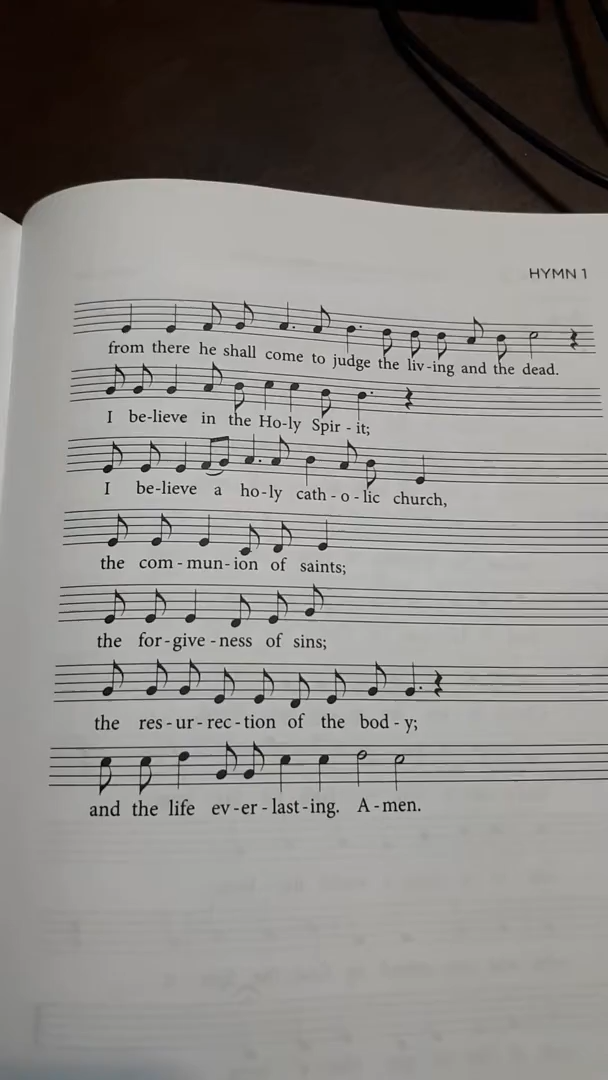 HYMN 1
from there he shall come to judge the liv-ing and the dead.
I be-lieve in the Ho-ly Spir - it;
I be-lieve a ho-ly cath - o - lic church,
the com - mun - ion of saints;
the for - give - ness of sins;
the res - ur - rec - tion of the bod - y;
and the life ev - er - last - ing. A - men.